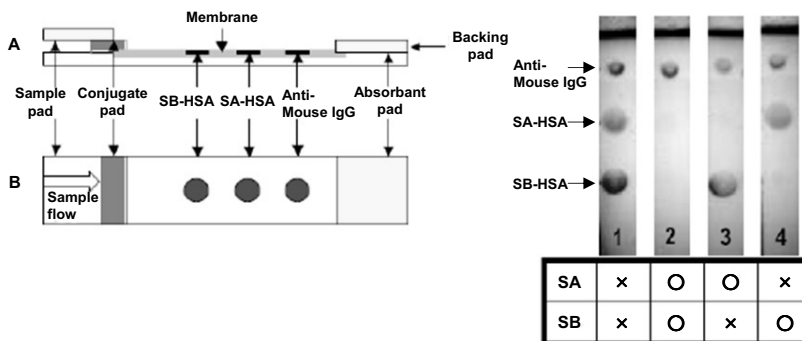 Membrane
A
Backing
pad
Sample
pad
Conjugate
pad
SB-HSA
SA-HSA
Anti-
Mouse IgG
Absorbant
pad
B
Sample
flow
Anti-
Mouse IgG
SA-HSA
SB-HSA
1 2 3 4
SA × O O ×
SB × O × O